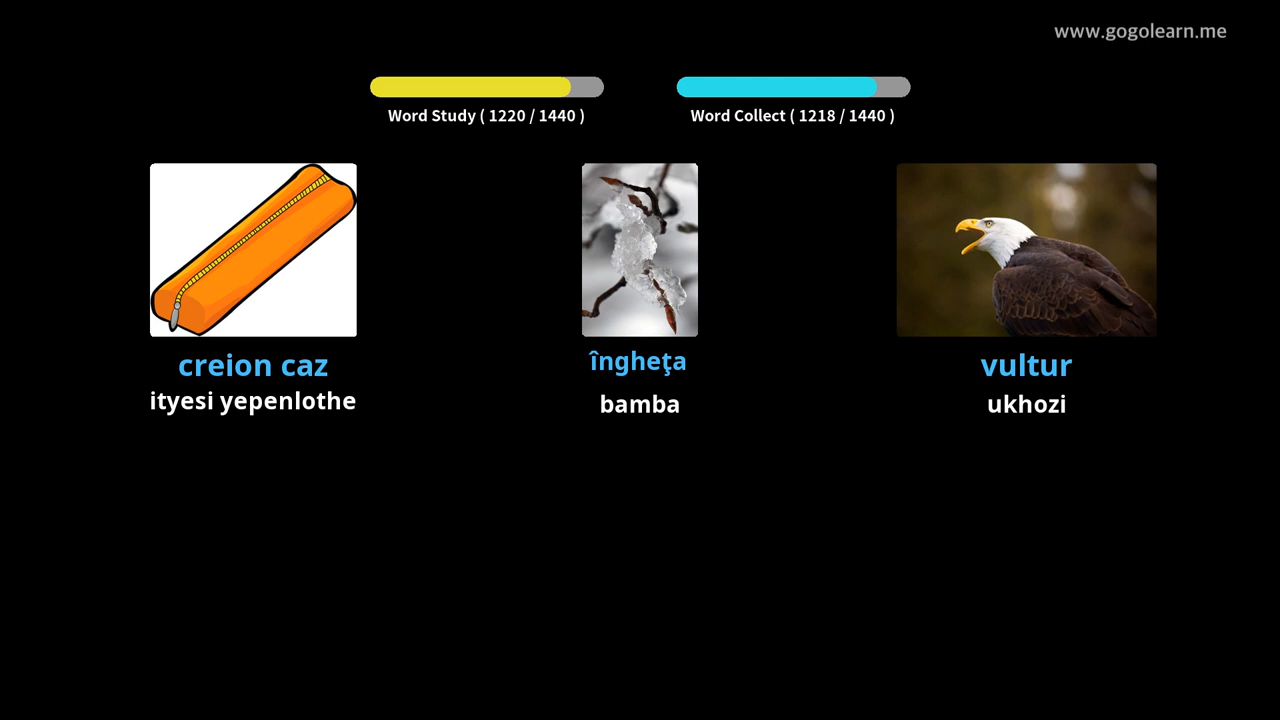 www.gogolearn.me
Word Study ( 1220 / 1440 )
Word Collect ( 1218 / 1440 )
creion caz
ityesi yepenlothe
îngheţa
bamba
vultur
ukhozi